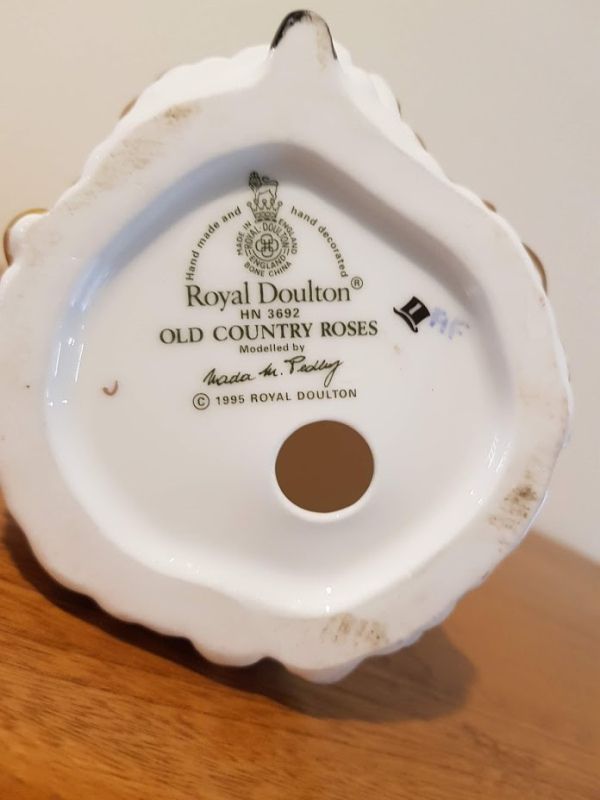 Hand made and hand decorated
MADE IN ENGLAND
ROYAL·DOULTON
ENGLAND
BONE CHINA
Royal Doulton®
HN 3692
OLD COUNTRY ROSES
Modelled by
Nada M. Pedley
© 1995 ROYAL DOULTON
1